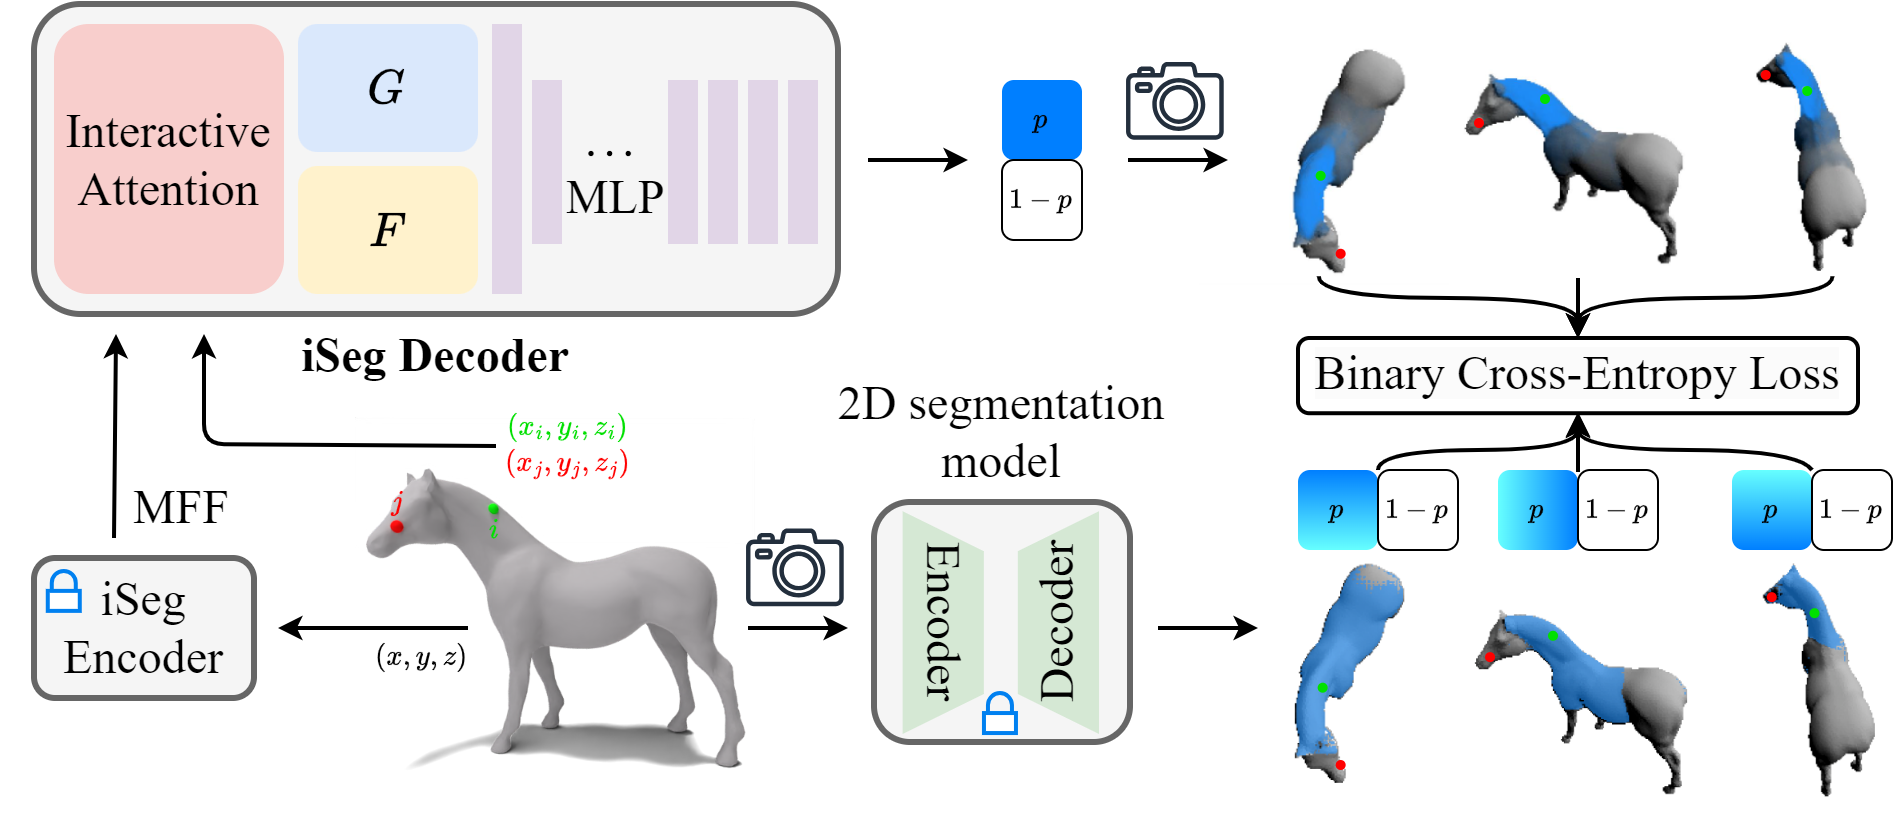 Interactive
Attention
G
F
...
MLP
iSeg Decoder
p
1 − p
Binary Cross-Entropy Loss
(x_i, y_i, z_i)
(x_j, y_j, z_j)
MFF
j
i
iSeg
Encoder
(x, y, z)
2D segmentation
model
Encoder
Decoder
p 1 − p
p 1 − p
p 1 − p